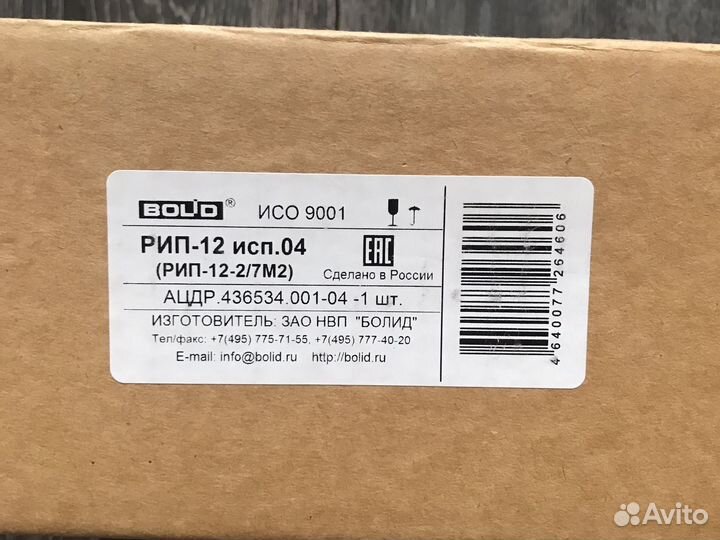 BOLID ® ИСО 9001
РИП-12 исп.04
(РИП-12-2/7М2)
EAC
Сделано в России
АЦДР.436534.001-04 -1 шт.
ИЗГОТОВИТЕЛЬ: ЗАО НВП "БОЛИД"
Тел/факс: +7(495) 775-71-55, +7(495) 777-40-20
E-mail: info@bolid.ru http://bolid.ru
4640077264606
Avito